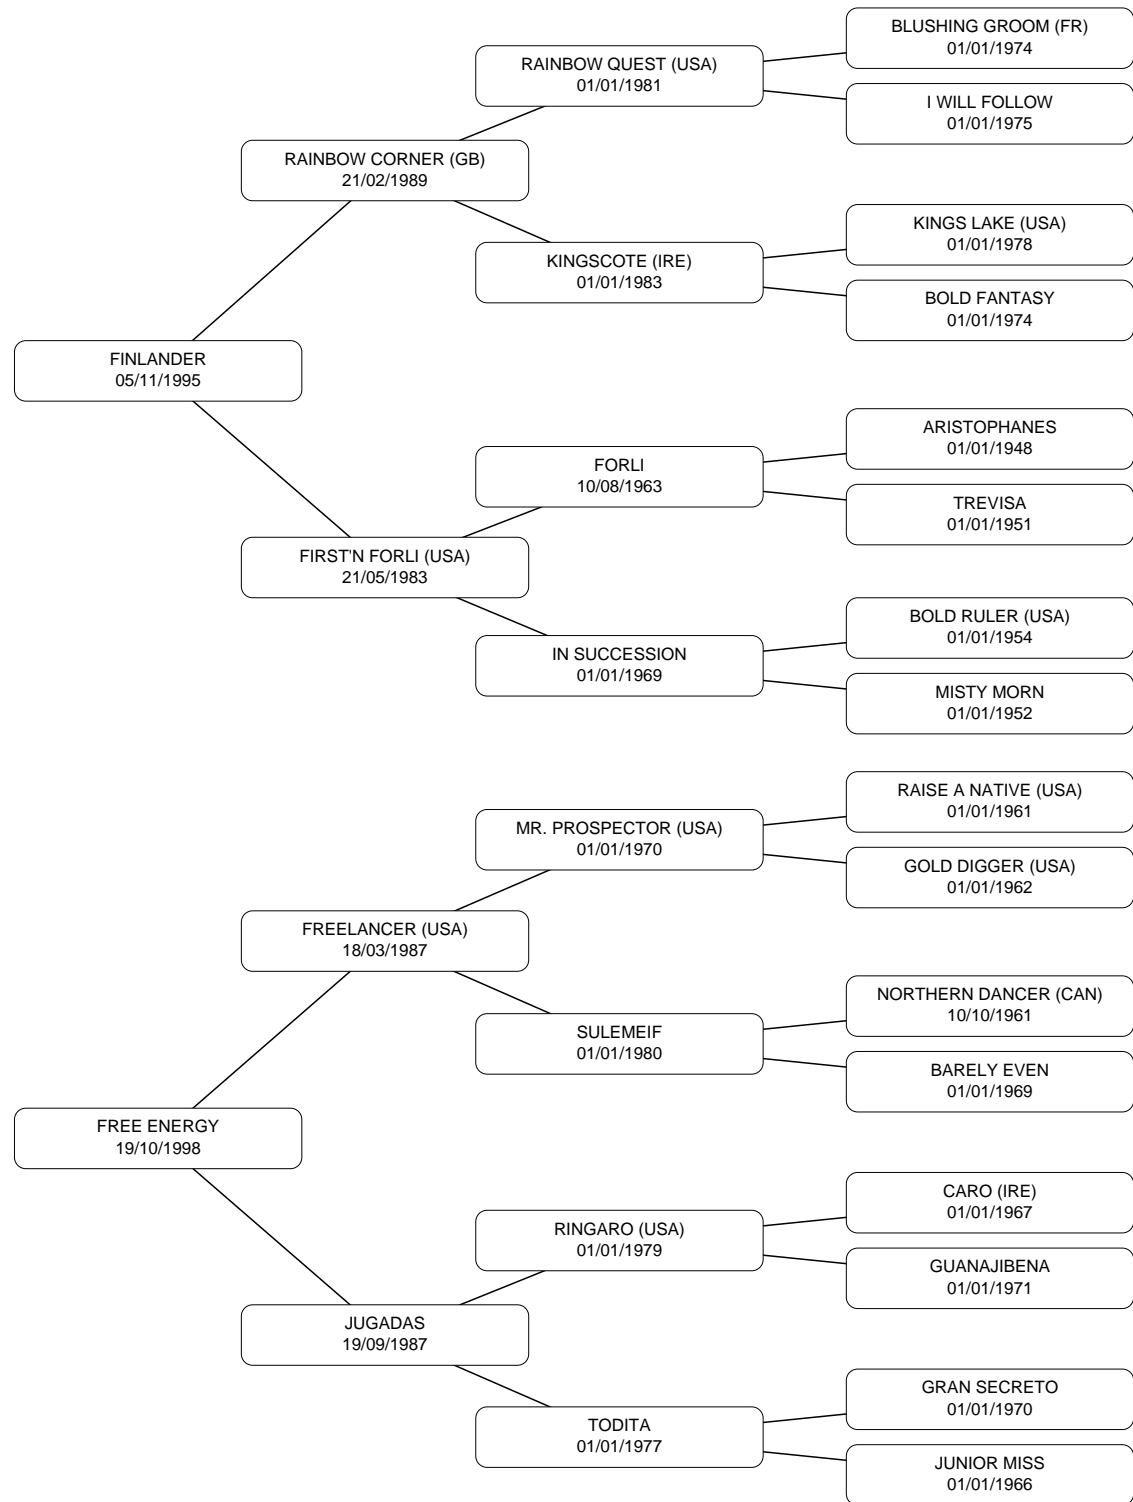 BLUSHING GROOM (FR)
01/01/1974
RAINBOW QUEST (USA)
01/01/1981
I WILL FOLLOW
01/01/1975
RAINBOW CORNER (GB)
21/02/1989
KINGS LAKE (USA)
01/01/1978
KINGSCOTE (IRE)
01/01/1983
BOLD FANTASY
01/01/1974
FINLANDER
05/11/1995
ARISTOPHANES
01/01/1948
FORLI
10/08/1963
TREVISA
01/01/1951
FIRST'N FORLI (USA)
21/05/1983
BOLD RULER (USA)
01/01/1954
IN SUCCESSION
01/01/1969
MISTY MORN
01/01/1952
RAISE A NATIVE (USA)
01/01/1961
MR. PROSPECTOR (USA)
01/01/1970
GOLD DIGGER (USA)
01/01/1962
FREELANCER (USA)
18/03/1987
NORTHERN DANCER (CAN)
10/10/1961
SULEMEIF
01/01/1980
BARELY EVEN
01/01/1969
FREE ENERGY
19/10/1998
CARO (IRE)
01/01/1967
RINGARO (USA)
01/01/1979
GUANAJIBENA
01/01/1971
JUGADAS
19/09/1987
GRAN SECRETO
01/01/1970
TODITA
01/01/1977
JUNIOR MISS
01/01/1966